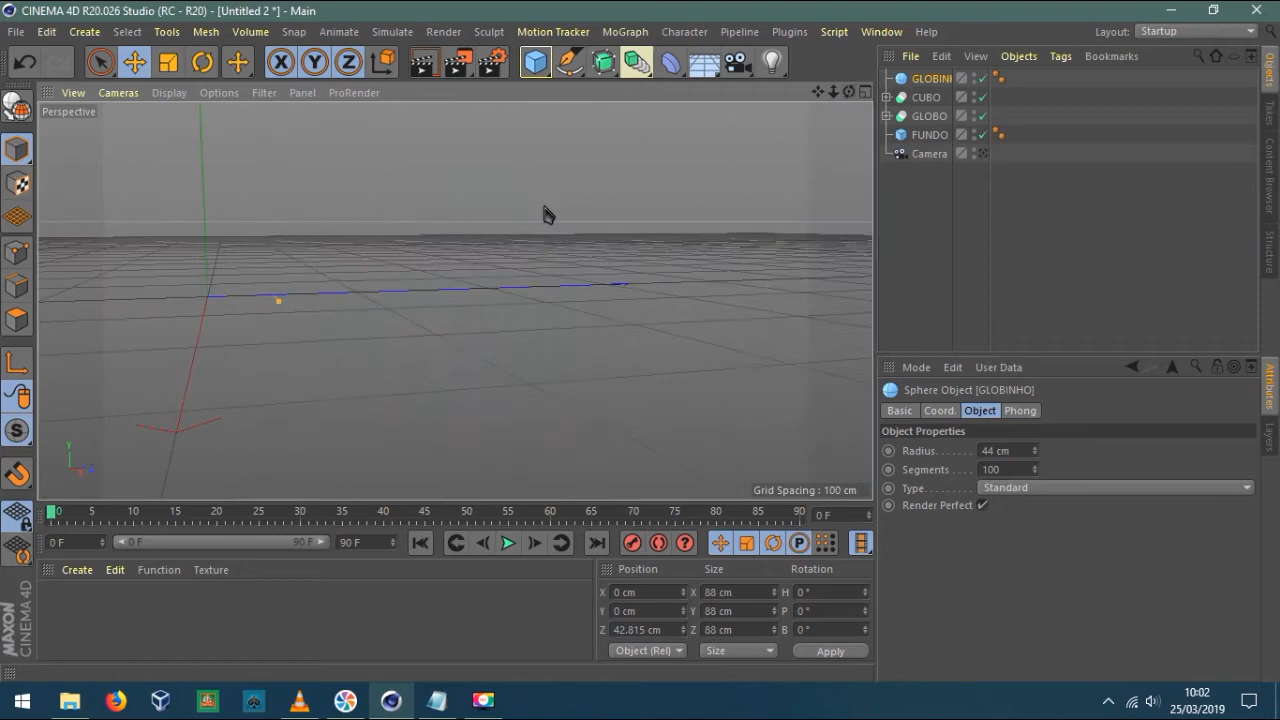 CINEMA 4D R20.026 Studio (RC - R20) - [Untitled 2 *] - Main
File Edit Create Select Tools Mesh Volume Snap Animate Simulate Render Sculpt Motion Tracker MoGraph Character Pipeline Plugins Script Window Help Layout: Startup
X Y Z
View Cameras Display Options Filter Panel ProRender
File Edit View Objects Tags Bookmarks
Perspective
GLOBINH
CUBO
GLOBO
FUNDO
Camera
Objects
Takes
Content Browser
Structure
Mode Edit User Data
Sphere Object [GLOBINHO]
Basic Coord. Object Phong
Object Properties
Radius. . . . . . . 44 cm
Segments . . . . 100
Type. . . . . . . . . Standard
Render Perfect
Attributes
Layers
S
Y
Grid Spacing : 100 cm
0 5 10 15 20 25 30 35 40 45 50 55 60 65 70 75 80 85 90 0 F
0 F 0 F 90 F 90 F P
Create Edit Function Texture
Position Size Rotation
X 0 cm X 88 cm H 0 °
Y 0 cm Y 88 cm P 0 °
Z 42.815 cm Z 88 cm B 0 °
Object (Rel) Size Apply
MAXON
CINEMA 4D
10:02
25/03/2019